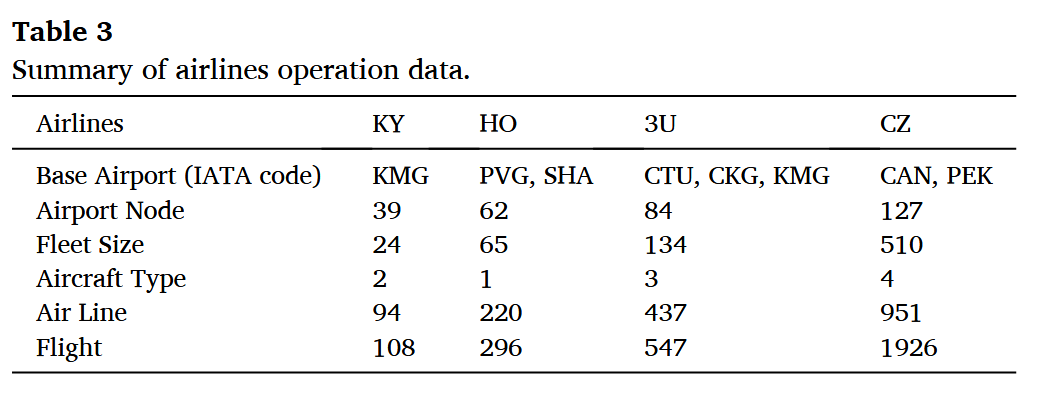 Table 3
Summary of airlines operation data.
Airlines KY HO 3U CZ
Base Airport (IATA code) KMG PVG, SHA CTU, CKG, KMG CAN, PEK
Airport Node 39 62 84 127
Fleet Size 24 65 134 510
Aircraft Type 2 1 3 4
Air Line 94 220 437 951
Flight 108 296 547 1926